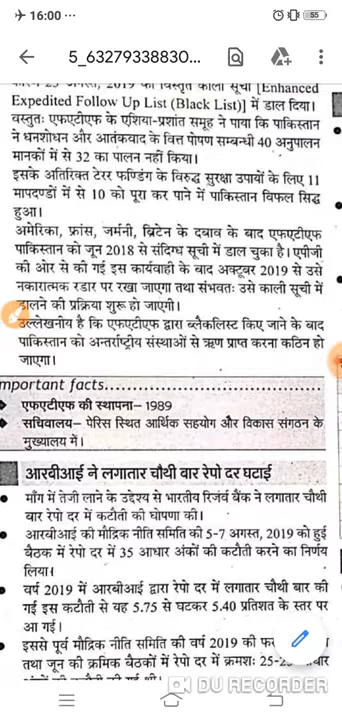 16:00
55
5_63279338830...
23 अगस्त, 2019 को विस्तृत काली सूची [Enhanced
Expedited Follow Up List (Black List)] में डाल दिया।
वस्तुतः एफएटीएफ के एशिया-प्रशांत समूह ने पाया कि पाकिस्तान
ने धनशोधन और आतंकवाद के वित्त पोषण सम्बन्धी 40 अनुपालन
मानकों में से 32 का पालन नहीं किया।
इसके अतिरिक्त टेरर फण्डिंग के विरुद्ध सुरक्षा उपायों के लिए 11
मापदण्डों में से 10 को पूरा कर पाने में पाकिस्तान विफल सिद्ध
हुआ।
अमेरिका, फ्रांस, जर्मनी, ब्रिटेन के दबाव के बाद एफएटीएफ
पाकिस्तान को जून 2018 से संदिग्ध सूची में डाल चुका है। एपीजी
की ओर से की गई इस कार्यवाही के बाद अक्टूबर 2019 से उसे
नकारात्मक रडार पर रखा जाएगा तथा संभवतः उसे काली सूची में
डालने की प्रक्रिया शुरू हो जाएगी।
उल्लेखनीय है कि एफएटीएफ द्वारा ब्लैकलिस्ट किए जाने के बाद
पाकिस्तान को अन्तर्राष्ट्रीय संस्थाओं से ऋण प्राप्त करना कठिन हो
जाएगा।
mportant facts
एफएटीएफ की स्थापना– 1989
सचिवालय– पेरिस स्थित आर्थिक सहयोग और विकास संगठन के
मुख्यालय में।
आरबीआई ने लगातार चौथी बार रेपो दर घटाई
माँग में तेजी लाने के उद्देश्य से भारतीय रिजर्व बैंक ने लगातार चौथी
बार रेपो दर में कटौती की घोषणा की।
आरबीआई की मौद्रिक नीति समिति की 5-7 अगस्त, 2019 को हुई
बैठक में रेपो दर में 35 आधार अंकों की कटौती करने का निर्णय
लिया।
वर्ष 2019 में आरबीआई द्वारा रेपो दर में लगातार चौथी बार की
गई इस कटौती से यह 5.75 से घटकर 5.40 प्रतिशत के स्तर पर
आ गई।
इससे पूर्व मौद्रिक नीति समिति की वर्ष 2019 की
तथा जून की क्रमिक बैठकों में रेपो दर में क्रमशः
DU RECORDER